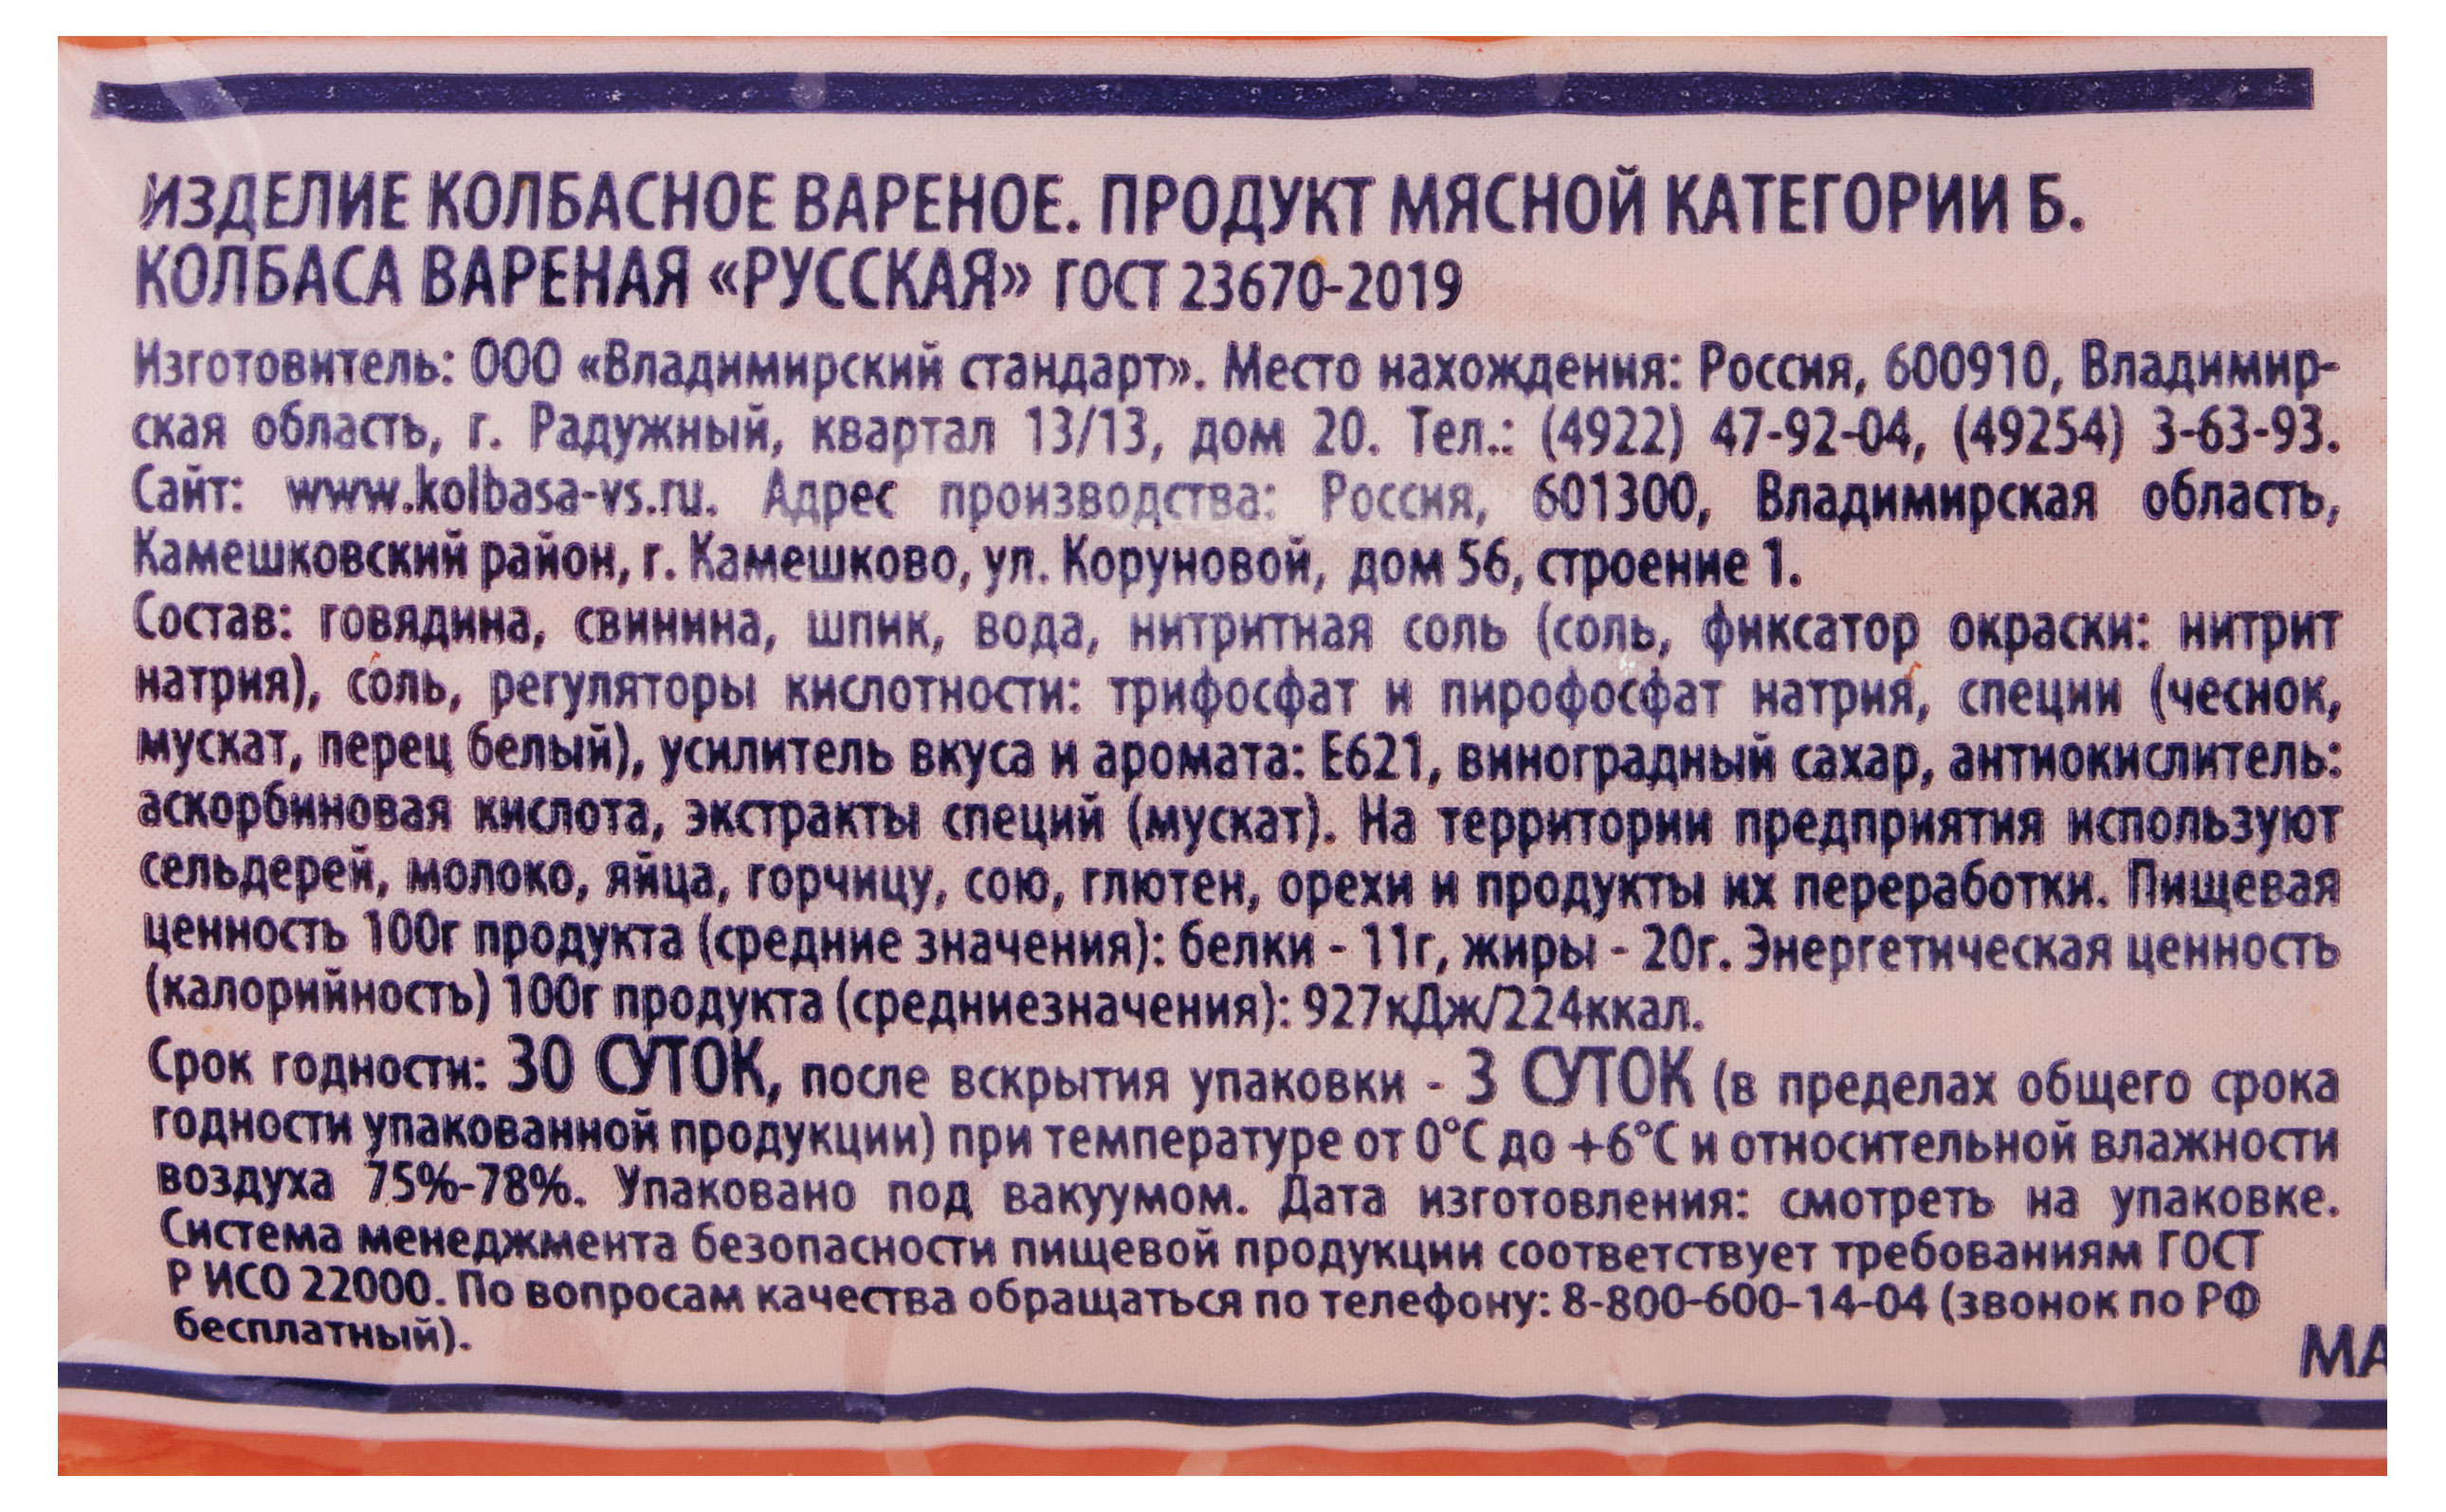 ИЗДЕЛИЕ КОЛБАСНОЕ ВАРЕНОЕ. ПРОДУКТ МЯСНОЙ КАТЕГОРИИ Б.
КОЛБАСА ВАРЕНАЯ «РУССКАЯ» ГОСТ 23670-2019
Изготовитель: ООО «Владимирский стандарт». Место нахождения: Россия, 600910, Владимир-
ская область, г. Радужный, квартал 13/13, дом 20. Тел.: (4922) 47-92-04, (49254) 3-63-93.
Сайт: www.kolbasa-vs.ru. Адрес производства: Россия, 601300, Владимирская область,
Камешковский район, г. Камешково, ул. Коруновой, дом 56, строение 1.
Состав: говядина, свинина, шпик, вода, нитритная соль (соль, фиксатор окраски: нитрит
натрия), соль, регуляторы кислотности: трифосфат и пирофосфат натрия, специи (чеснок,
мускат, перец белый), усилитель вкуса и аромата: Е621, виноградный сахар, антиокислитель:
аскорбиновая кислота, экстракты специй (мускат). На территории предприятия используют
сельдерей, молоко, яйца, горчицу, сою, глютен, орехи и продукты их переработки. Пищевая
ценность 100г продукта (средние значения): белки - 11г, жиры - 20г. Энергетическая ценность
(калорийность) 100г продукта (средниезначения): 927кДж/224ккал.
Срок годности: 30 СУТОК, после вскрытия упаковки - 3 СУТОК (в пределах общего срока
годности упакованной продукции) при температуре от 0°С до +6°С и относительной влажности
воздуха 75%-78%. Упаковано под вакуумом. Дата изготовления: смотреть на упаковке.
Система менеджмента безопасности пищевой продукции соответствует требованиям ГОСТ
Р ИСО 22000. По вопросам качества обращаться по телефону: 8-800-600-14-04 (звонок по РФ
бесплатный).
МА